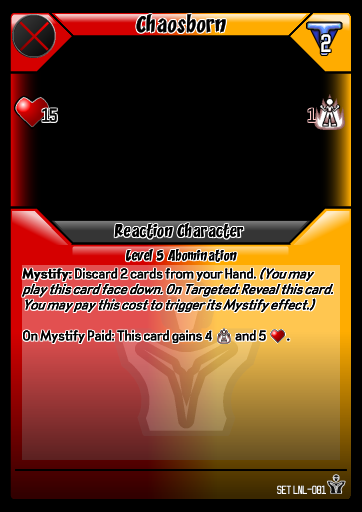 Chaosborn
2
15
1
Reaction Character
Level 5 Abomination
Mystify: Discard 2 cards from your Hand. (You may
play this card face down. On Targeted: Reveal this card.
You may pay this cost to trigger its Mystify effect.)
On Mystify Paid: This card gains 4 and 5 .
SET LNL-081